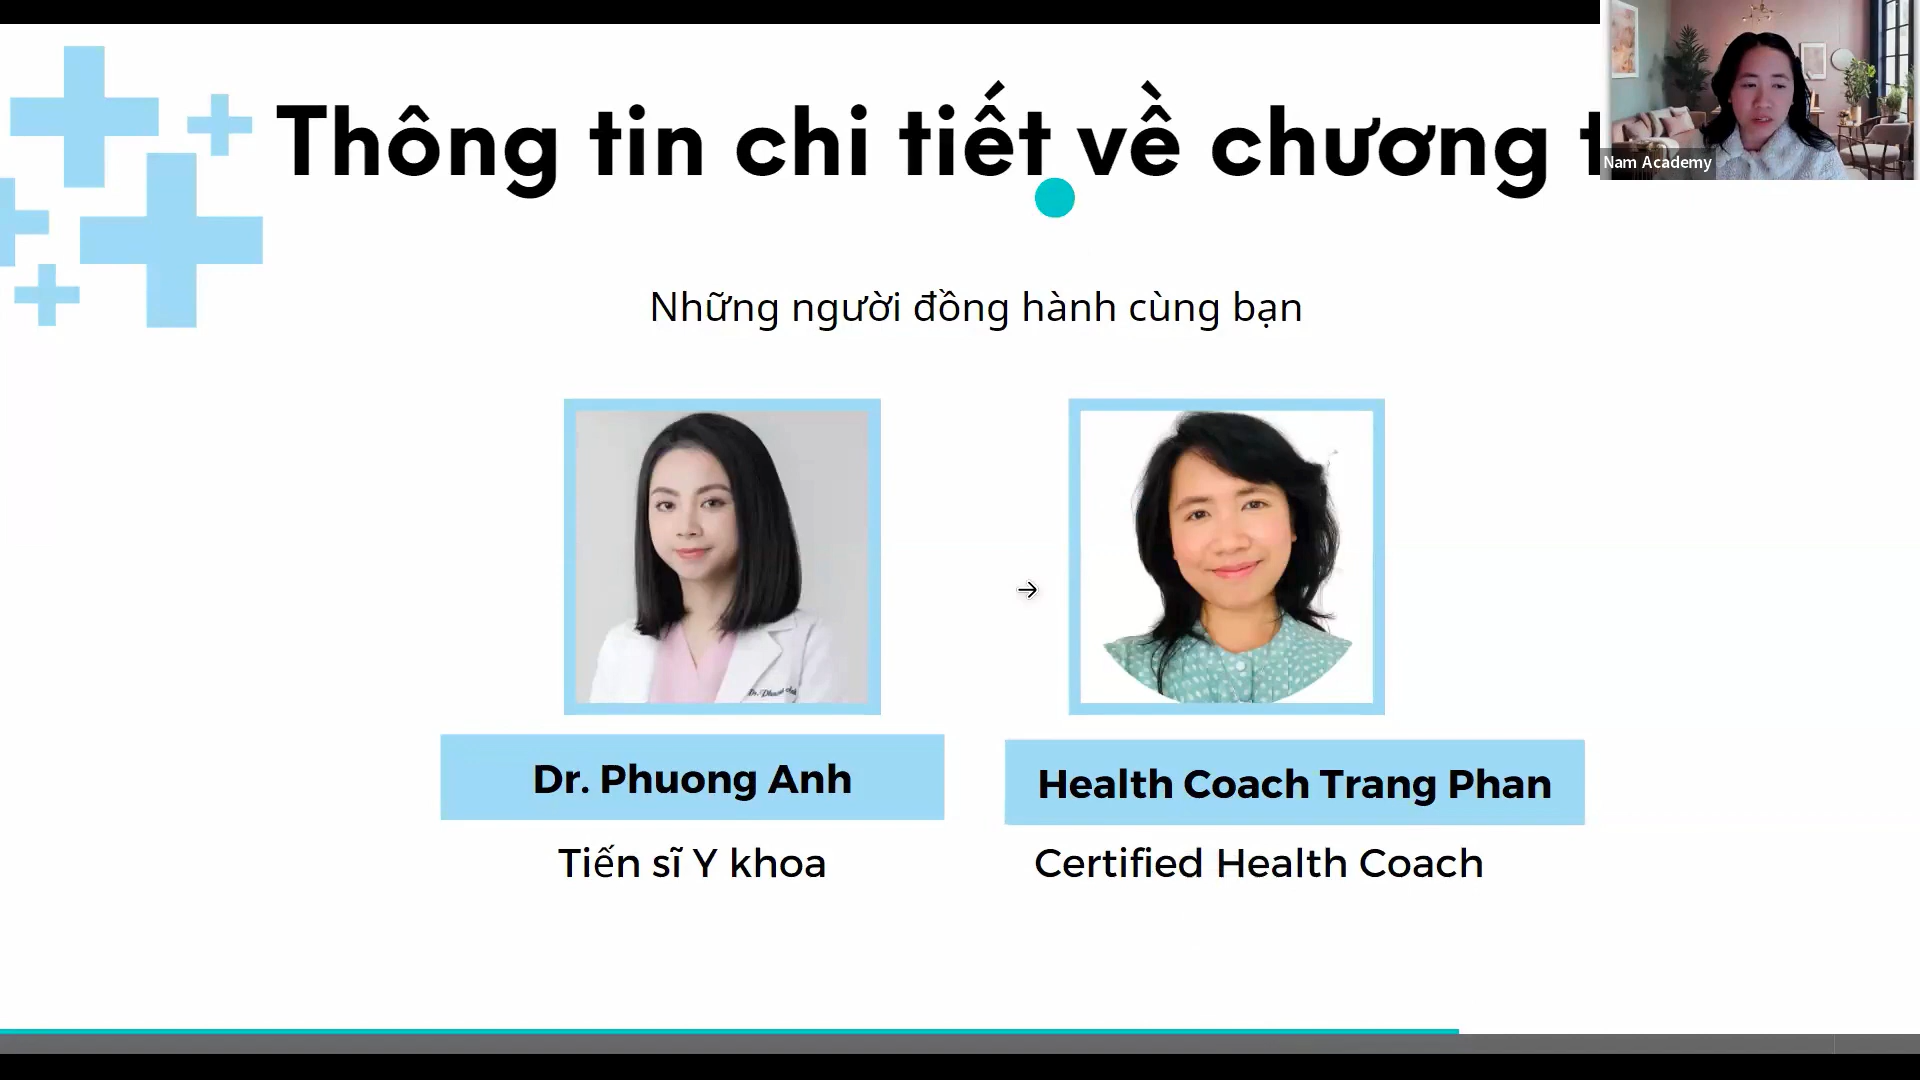 Thông tin chi tiết về chương t
Nam Academy
Những người đồng hành cùng bạn
Dr. Phuong Anh
Health Coach Trang Phan
Tiến sĩ Y khoa
Certified Health Coach